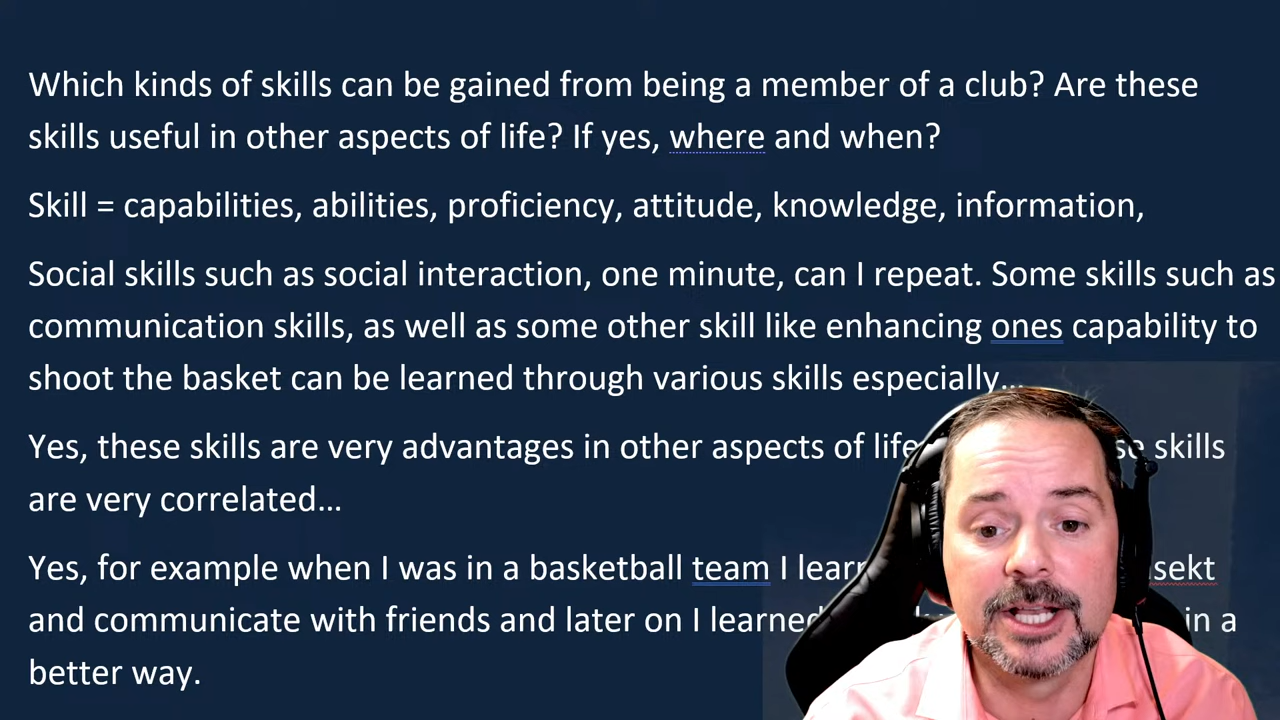 Which kinds of skills can be gained from being a member of a club? Are these
skills useful in other aspects of life? If yes, where and when?
Skill = capabilities, abilities, proficiency, attitude, knowledge, information,
Social skills such as social interaction, one minute, can I repeat. Some skills such as
communication skills, as well as some other skill like enhancing ones capability to
shoot the basket can be learned through various skills especially…
Yes, these skills are very advantages in other aspects of life skills
are very correlated…
Yes, for example when I was in a basketball team I
and communicate with friends and later on I learned in a
better way.